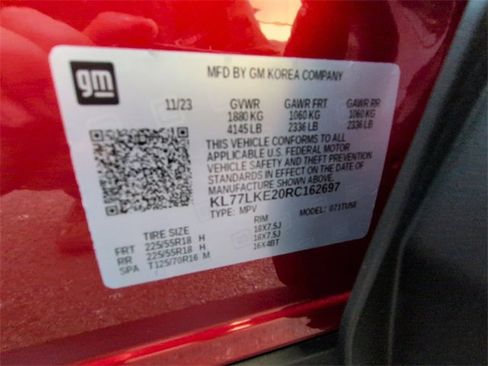 gm
MFD BY GM KOREA COMPANY
11/23 GVWR GAWR FRT GAWR RR
1880 KG 1060 KG 1060 KG
4145 LB 2336 LB 2336 LB
THIS VEHICLE CONFORMS TO ALL
APPLICABLE U.S. FEDERAL MOTOR
VEHICLE SAFETY AND THEFT PREVENTION
STANDARDS IN EFFECT ON THE DATE OF
MANUFACTURE SHOWN ABOVE.
KL77LKE20RC162697
TYPE: MPV MODEL:
TIRE SIZE RIM
FRT 225/55R18 H 18X7.5J
RR 225/55R18 H 18X7.5J
SPA T125/70R16 M 16X4BT